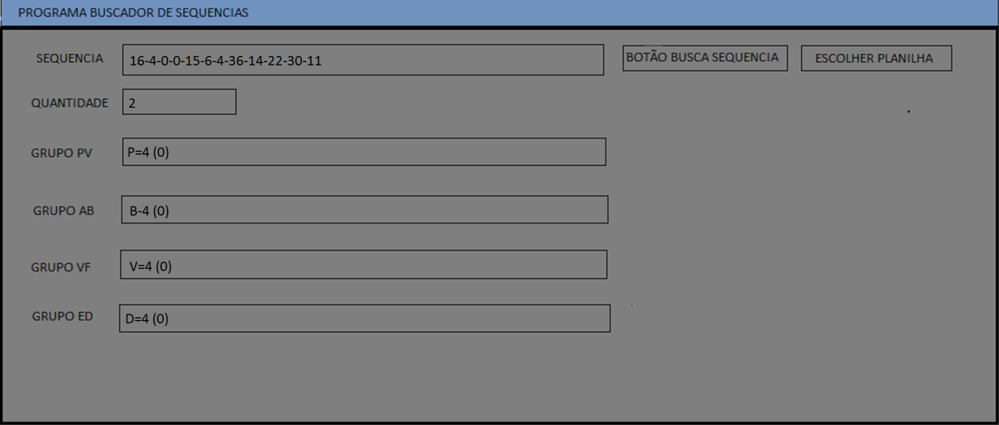 PROGRAMA BUSCADOR DE SEQUENCIAS
SEQUENCIA 16-4-0-0-15-6-4-36-14-22-30-11 BOTÃO BUSCA SEQUENCIA ESCOLHER PLANILHA
QUANTIDADE 2
GRUPO PV P=4 (0)
GRUPO AB B-4 (0)
GRUPO VF V=4 (0)
GRUPO ED D=4 (0)